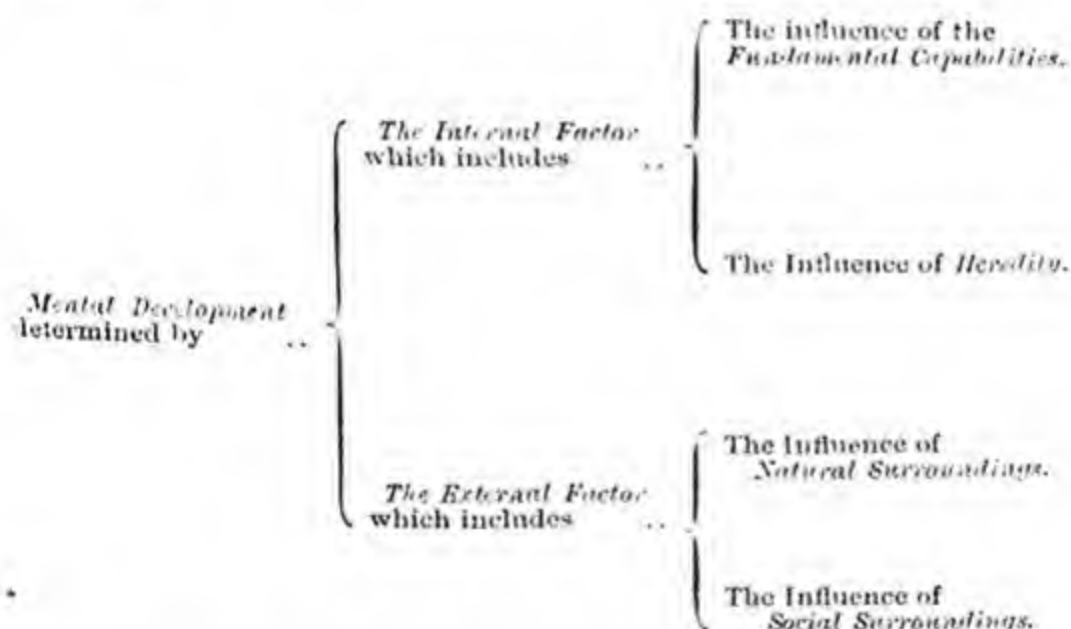 The influence of the
Fundamental Capabilities.
The Internal Factor
which includes ..
The Influence of Heredity.
Mental Development
determined by ..
The Influence of
Natural Surroundings.
The External Factor
which includes ..
The Influence of
Social Surroundings.